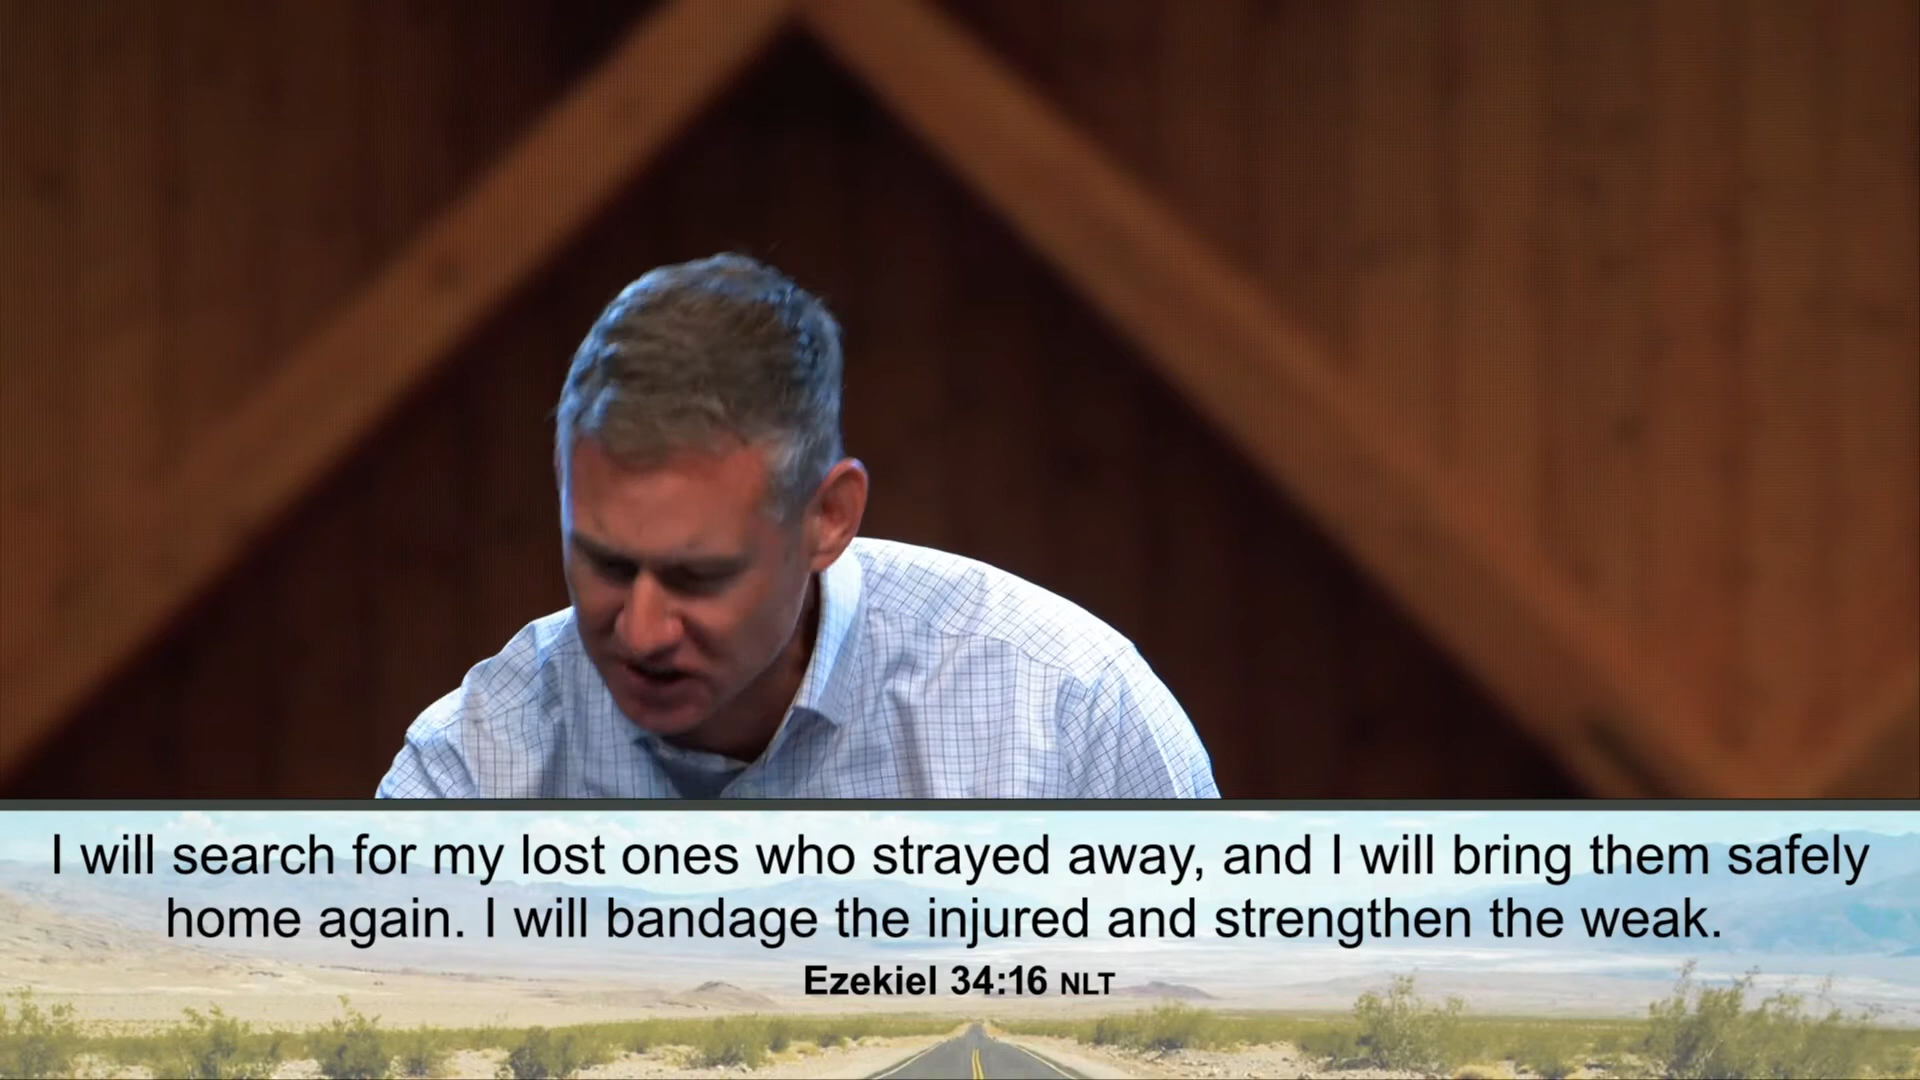 I will search for my lost ones who strayed away, and I will bring them safely
home again. I will bandage the injured and strengthen the weak.
Ezekiel 34:16 NLT